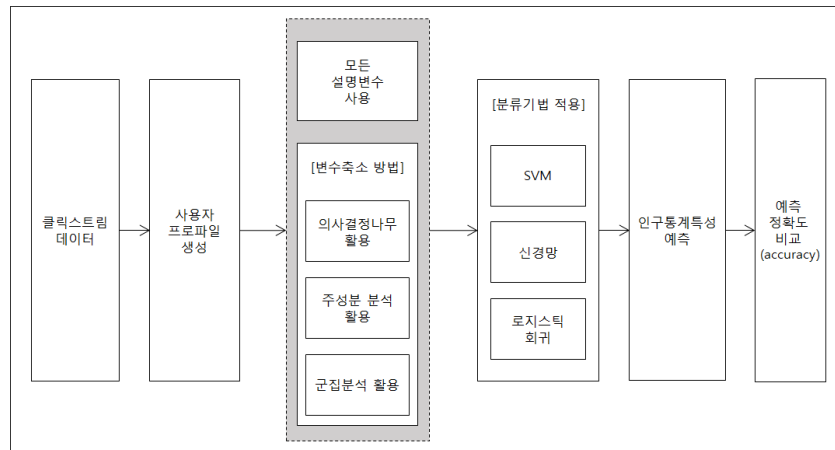 클릭스트림
데이터
사용자
프로파일
생성
모든
설명변수
사용
[변수축소 방법]
의사결정나무
활용
주성분 분석
활용
군집분석 활용
[분류기법 적용]
SVM
신경망
로지스틱
회귀
인구통계특성
예측
예측
정확도
비교
(accuracy)